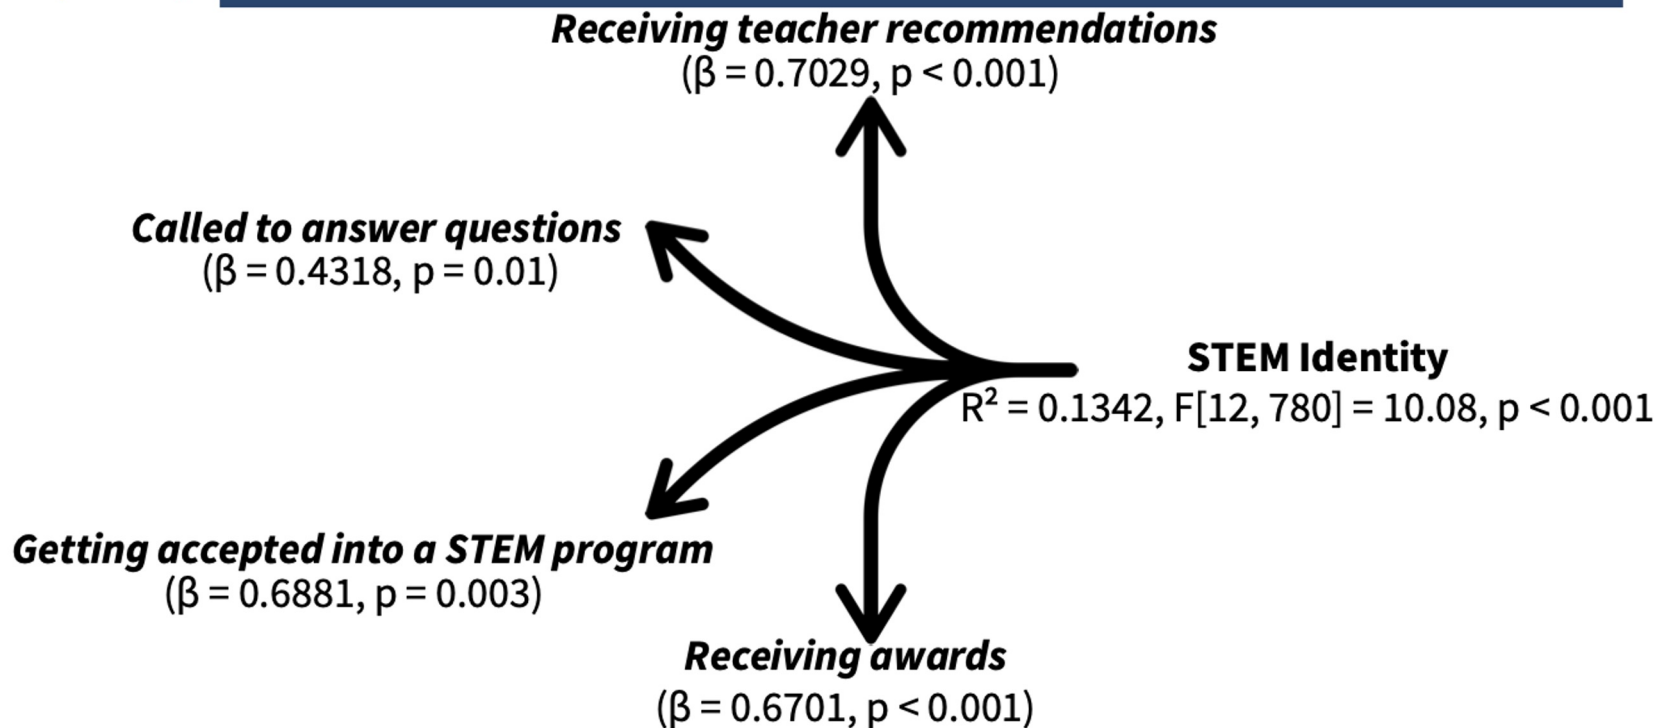 Receiving teacher recommendations
(β = 0.7029, p < 0.001)
Called to answer questions
(β = 0.4318, p = 0.01)
STEM Identity
R² = 0.1342, F[12, 780] = 10.08, p < 0.001
Getting accepted into a STEM program
(β = 0.6881, p = 0.003)
Receiving awards
(β = 0.6701, p < 0.001)